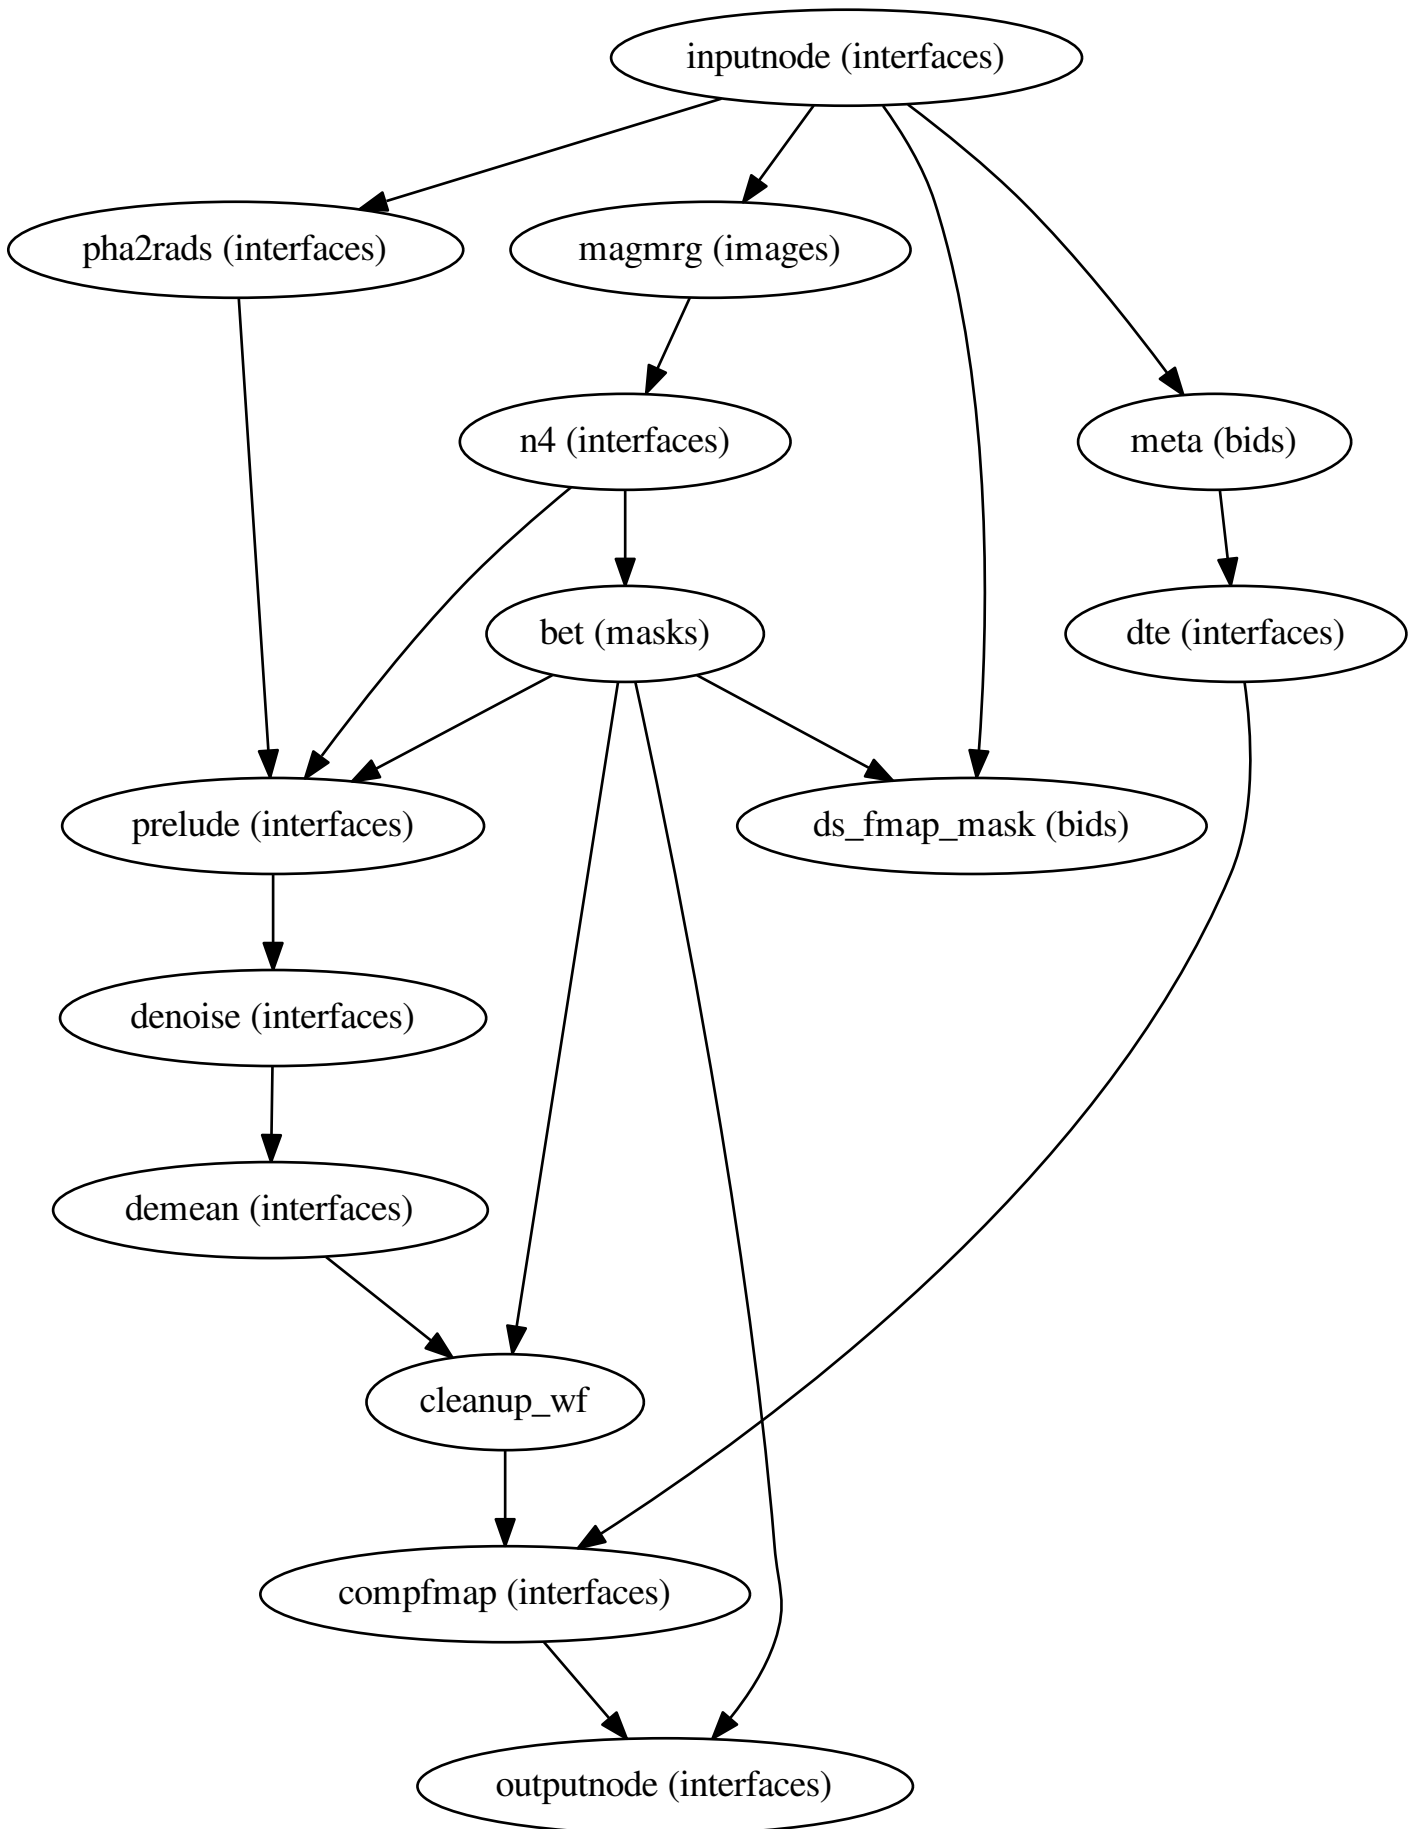 inputnode (interfaces)
pha2rads (interfaces)
magmrg (images)
n4 (interfaces)
meta (bids)
bet (masks)
dte (interfaces)
prelude (interfaces)
ds_fmap_mask (bids)
denoise (interfaces)
demean (interfaces)
cleanup_wf
compfmap (interfaces)
outputnode (interfaces)